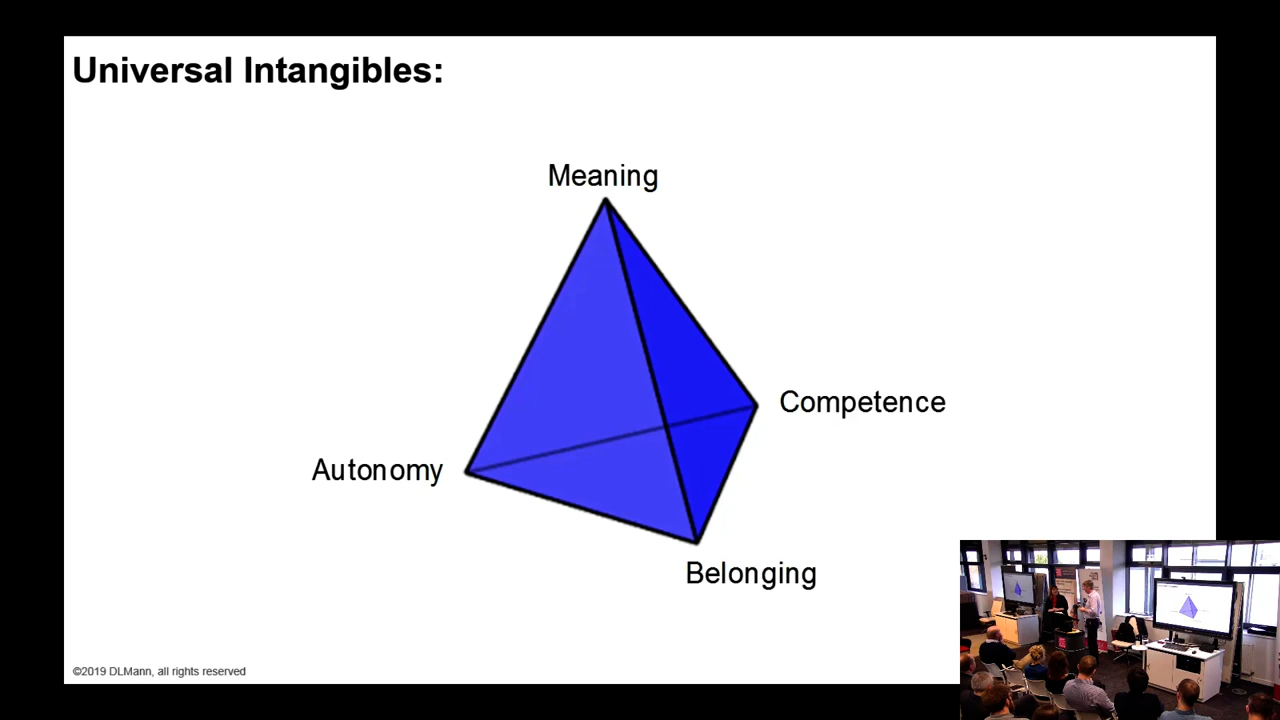 Universal Intangibles:
Meaning
Competence
Autonomy
Belonging
©2019 DLMann, all rights reserved